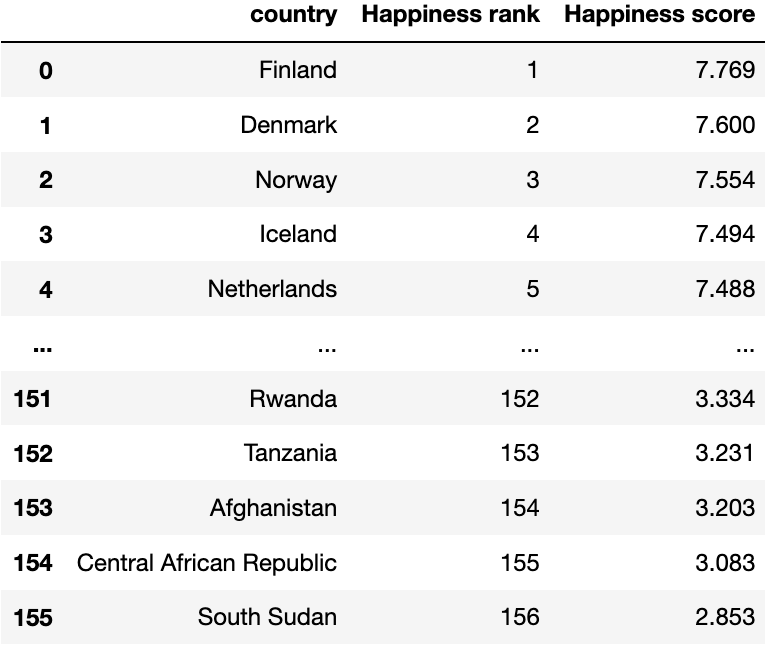 country Happiness rank Happiness score
0 Finland 1 7.769
1 Denmark 2 7.600
2 Norway 3 7.554
3 Iceland 4 7.494
4 Netherlands 5 7.488
... ... ... ...
151 Rwanda 152 3.334
152 Tanzania 153 3.231
153 Afghanistan 154 3.203
154 Central African Republic 155 3.083
155 South Sudan 156 2.853